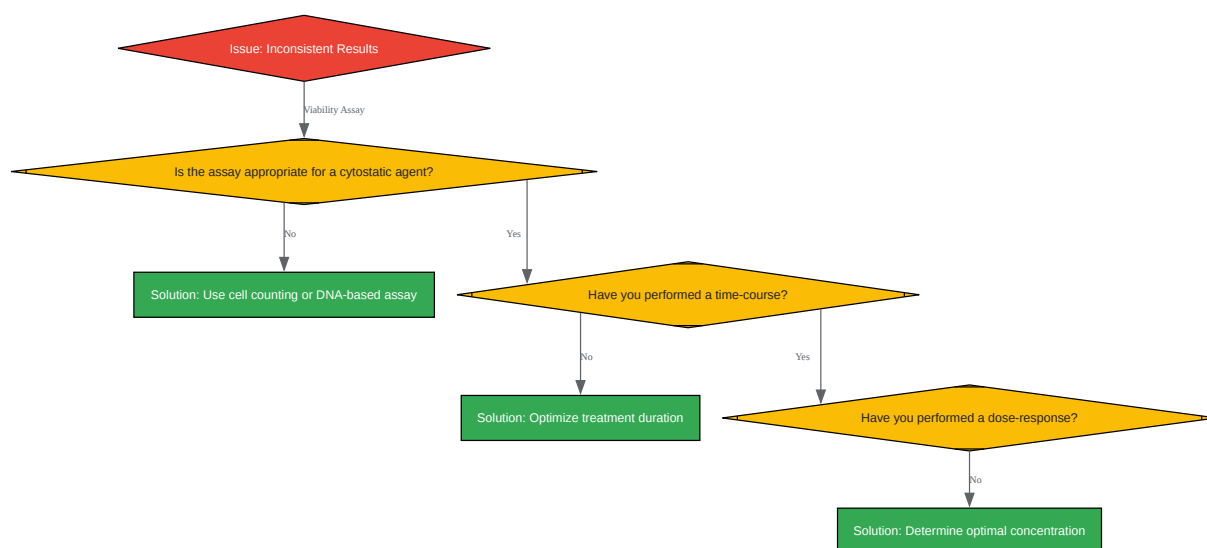 Issue: Inconsistent Results
Viability Assay
Is the assay appropriate for a cytostatic agent?
No
Yes
Solution: Use cell counting or DNA-based assay
Have you performed a time-course?
No
Yes
Solution: Optimize treatment duration
Have you performed a dose-response?
No
Solution: Determine optimal concentration